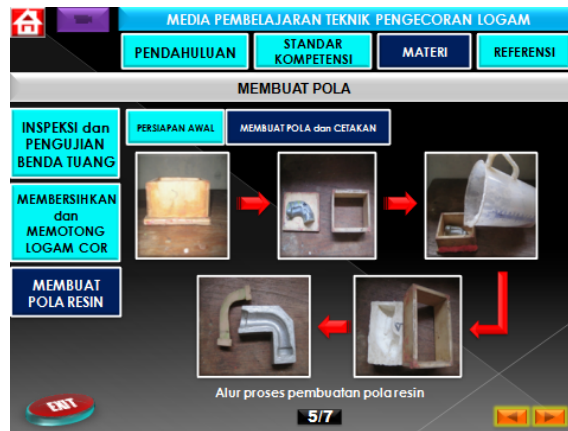 MEDIA PEMBELAJARAN TEKNIK PENGECORAN LOGAM
PENDAHULUAN
STANDAR
KOMPETENSI
MATERI
REFERENSI
MEMBUAT POLA
INSPEKSI dan
PENGUJIAN
BENDA TUANG
PERSIAPAN AWAL
MEMBUAT POLA dan CETAKAN
MEMBERSIHKAN
dan
MEMOTONG
LOGAM COR
MEMBUAT
POLA RESIN
Alur proses pembuatan pola resin
EXIT
5/7